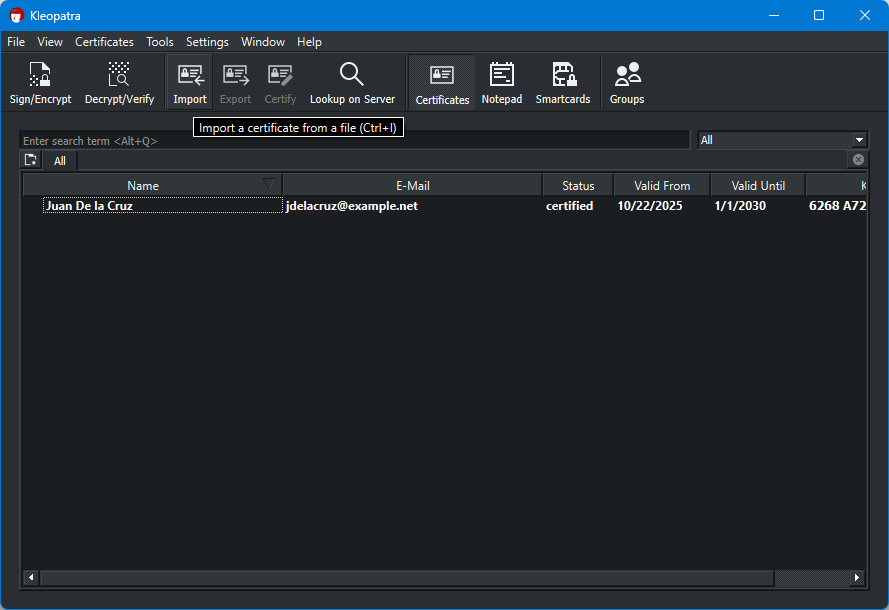 Kleopatra
File View Certificates Tools Settings Window Help
Sign/Encrypt Decrypt/Verify Import Export Certify Lookup on Server Certificates Notepad Smartcards Groups
Import a certificate from a file (Ctrl+I)
Enter search term <Alt+Q> All
All
Name E-Mail Status Valid From Valid Until K
Juan De la Cruz jdelacruz@example.net certified 10/22/2025 1/1/2030 6268 A72